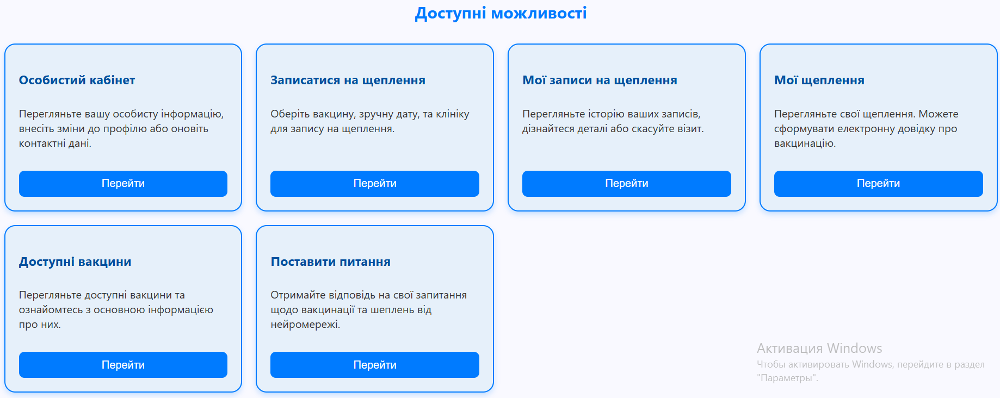 Доступні можливості
Особистий кабінет
Перегляньте вашу особисту інформацію,
внесіть зміни до профілю або оновіть
контактні дані.
Перейти
Записатися на щеплення
Оберіть вакцину, зручну дату, та клініку
для запису на щеплення.
Перейти
Мої записи на щеплення
Перегляньте історію ваших записів,
дізнайтеся деталі або скасуйте візит.
Перейти
Мої щеплення
Перегляньте свої щеплення. Можете
сформувати електронну довідку про
вакцинацію.
Перейти
Доступні вакцини
Перегляньте доступні вакцини та
ознайомтесь з основною інформацією
про них.
Перейти
Поставити питання
Отримайте відповідь на свої запитання
щодо вакцинації та шеплень від
нейромережі.
Перейти
Активация Windows
Чтобы активировать Windows, перейдите в раздел
"Параметры".